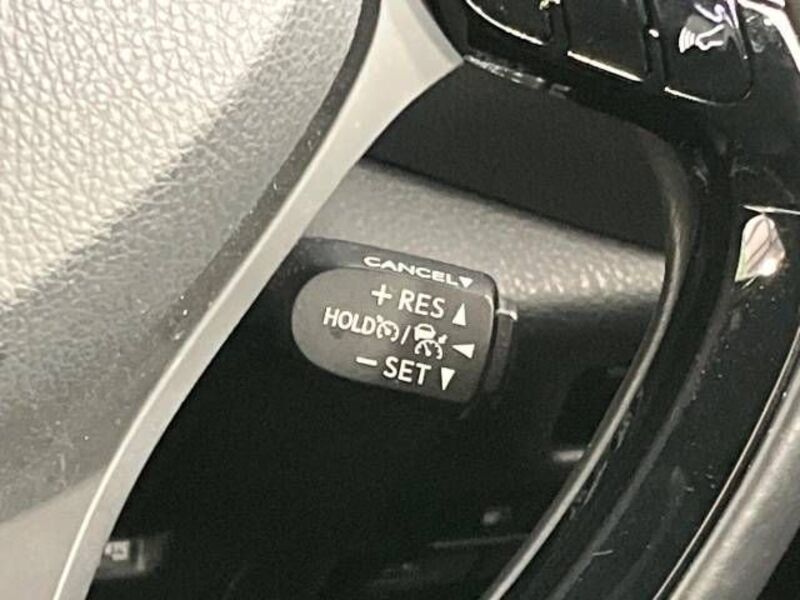 CANCEL▼
+ RES ▲
HOLD / ◀
− SET ▼